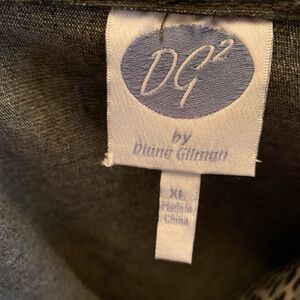 DG²
by
Diane Gilman
XL
Made in
China